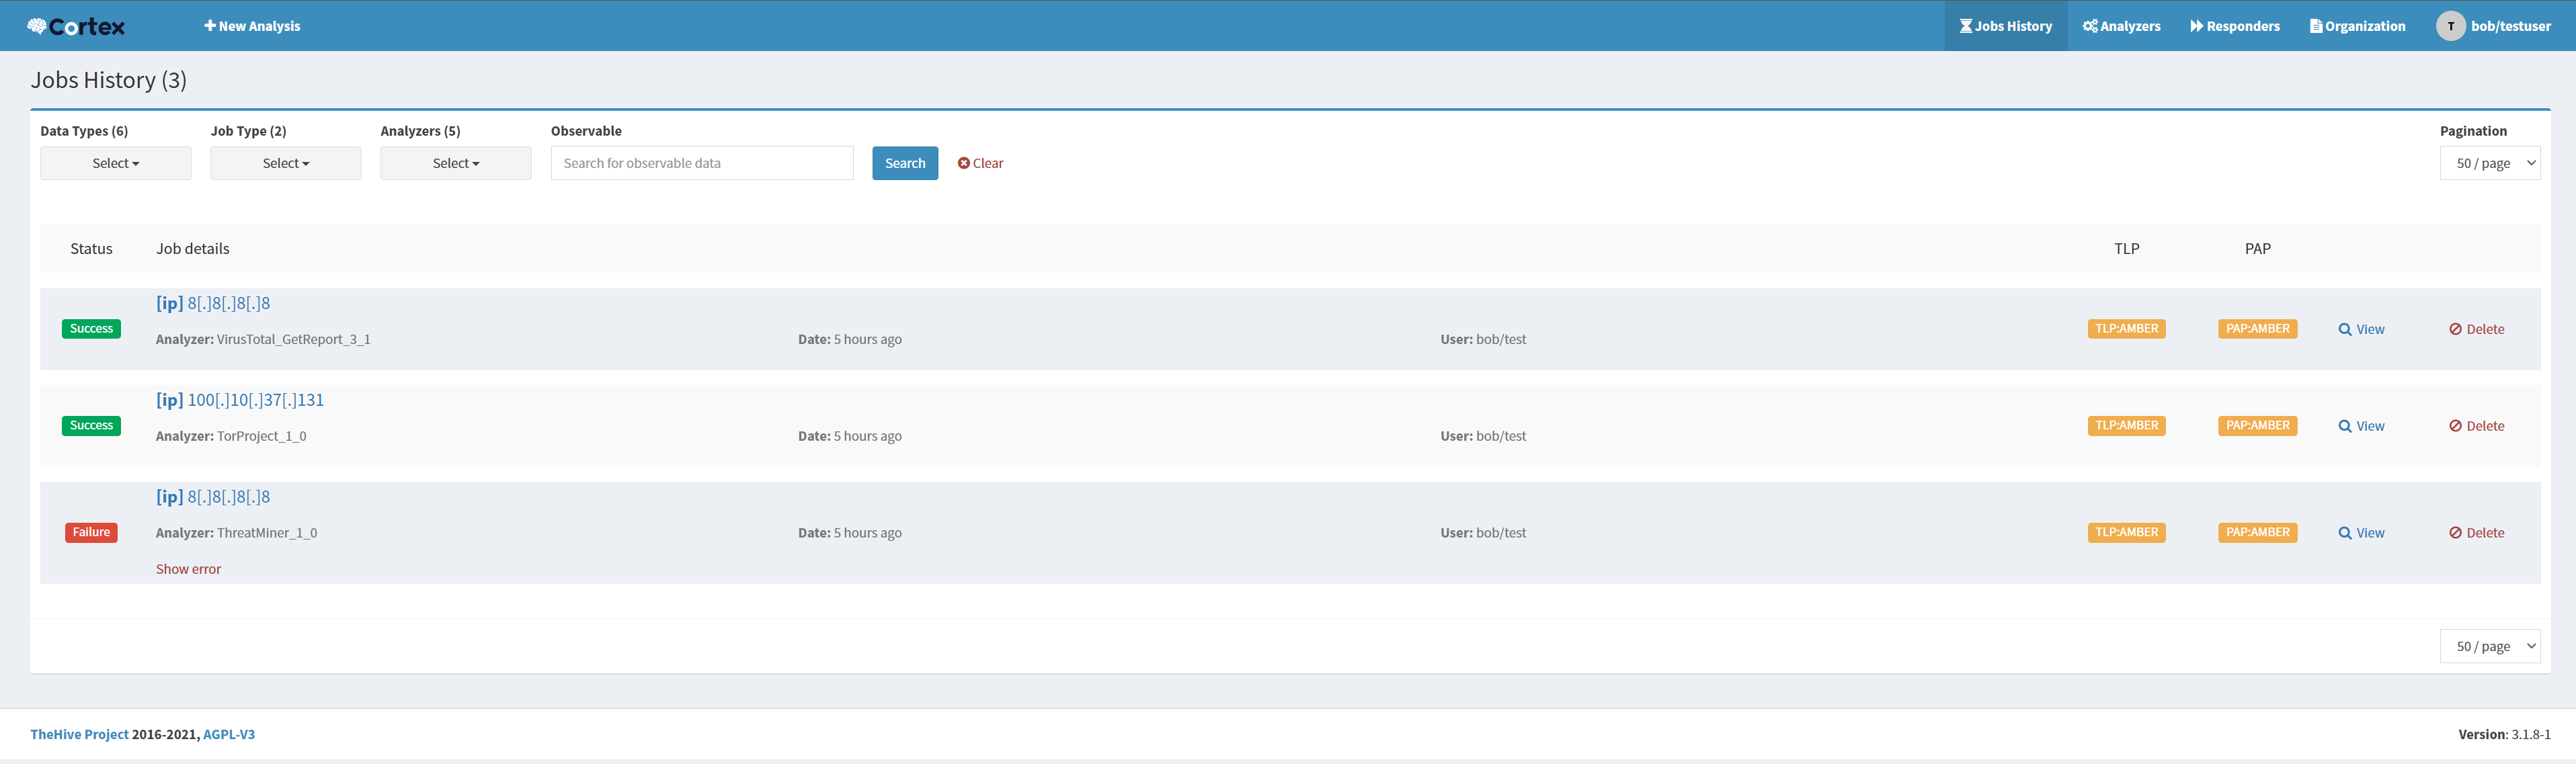 Cortex New Analysis Jobs History Analyzers Responders Organization T bob/testuser
Jobs History (3)
Data Types (6) Job Type (2) Analyzers (5) Observable Pagination
Select Select Select Search for observable data Search Clear 50 / page
Status Job details TLP PAP
[ip] 8[.]8[.]8[.]8
Success TLP:AMBER PAP:AMBER View Delete
Analyzer: VirusTotal_GetReport_3_1 Date: 5 hours ago User: bob/test
[ip] 100[.]10[.]37[.]131
Success TLP:AMBER PAP:AMBER View Delete
Analyzer: TorProject_1_0 Date: 5 hours ago User: bob/test
[ip] 8[.]8[.]8[.]8
Failure Analyzer: ThreatMiner_1_0 Date: 5 hours ago User: bob/test TLP:AMBER PAP:AMBER View Delete
Show error
50 / page
TheHive Project 2016-2021, AGPL-V3 Version: 3.1.8-1